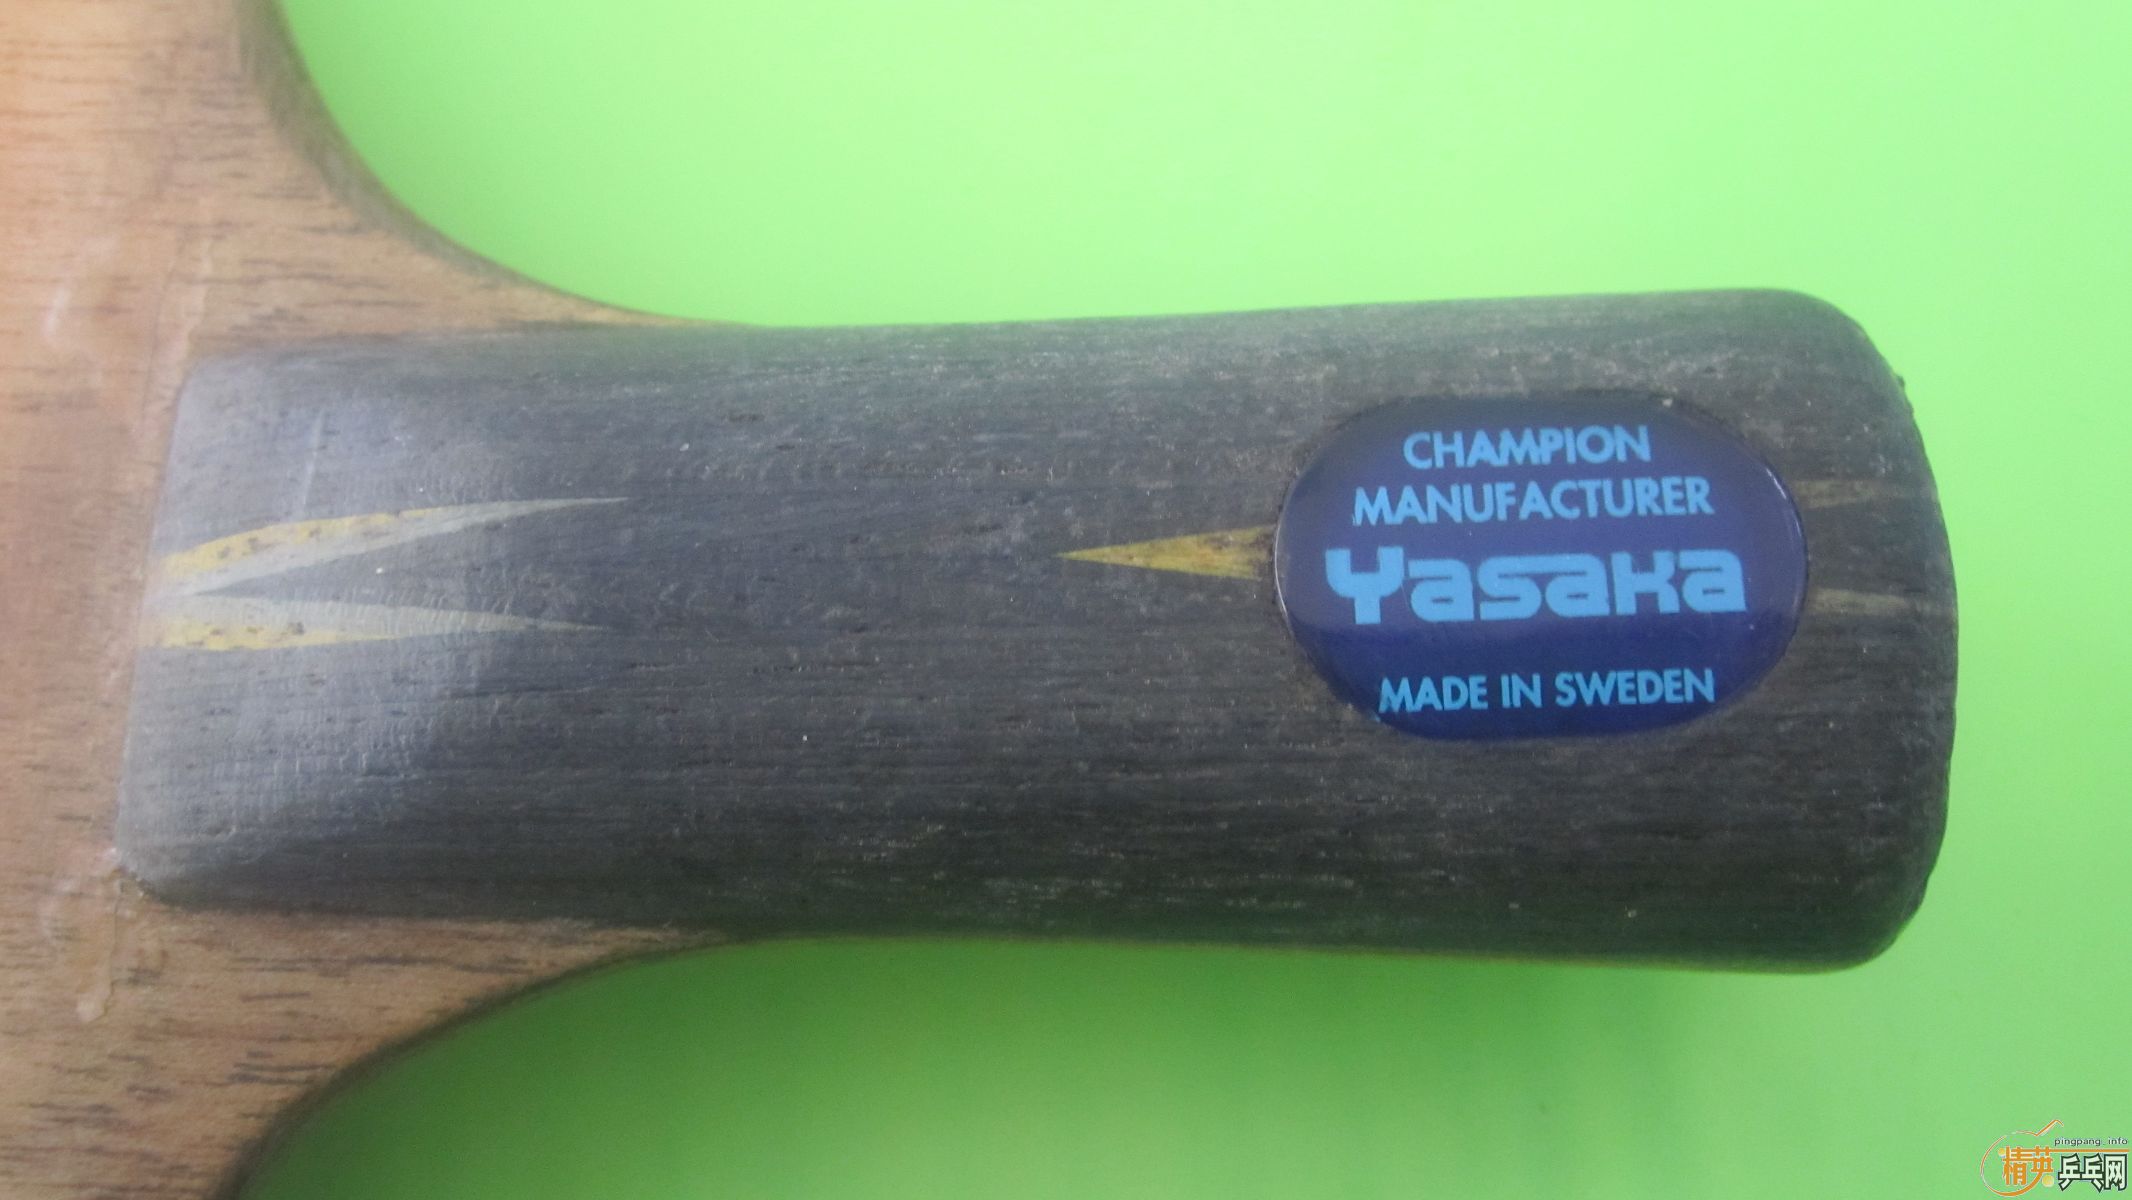 CHAMPION
MANUFACTURER
Yasaka
MADE IN SWEDEN
pingpang.info
精英乒乓网